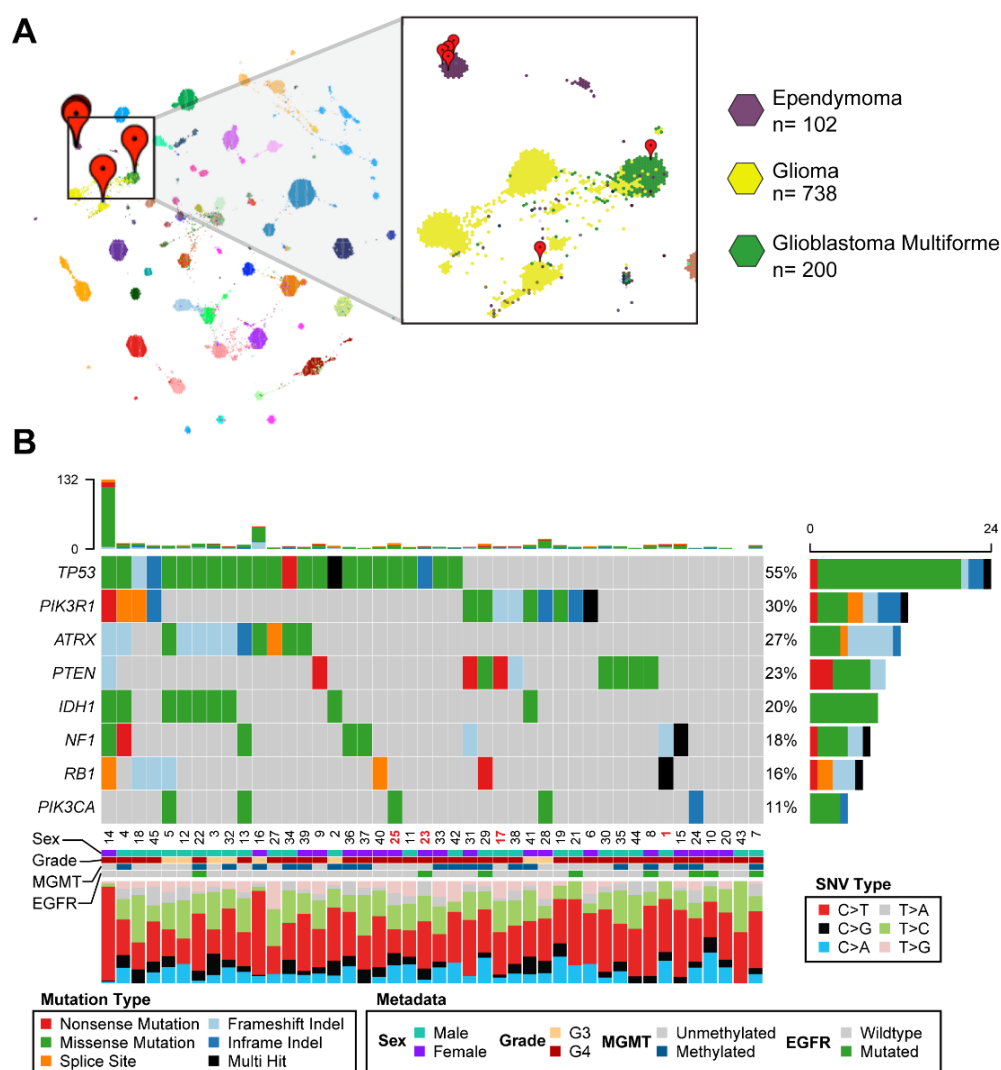 A
Ependymoma
n= 102
Glioma
n= 738
Glioblastoma Multiforme
n= 200
B
132
0
0 24
TP53 55%
PIK3R1 30%
ATRX 27%
PTEN 23%
IDH1 20%
NF1 18%
RB1 16%
PIK3CA 11%
14 4 18 45 5 12 22 3 32 13 16 27 34 39 9 2 36 37 40 25 11 23 33 42 31 29 17 38 41 28 19 21 6 30 35 44 8 1 15 24 10 20 43 7
Sex
Grade
MGMT
EGFR
SNV Type
C>T T>A
C>G T>C
C>A T>G
Mutation Type
Nonsense Mutation Frameshift Indel
Missense Mutation Inframe Indel
Splice Site Multi Hit
Metadata
Sex Male Female
Grade G3 G4
MGMT Unmethylated Methylated
EGFR Wildtype Mutated